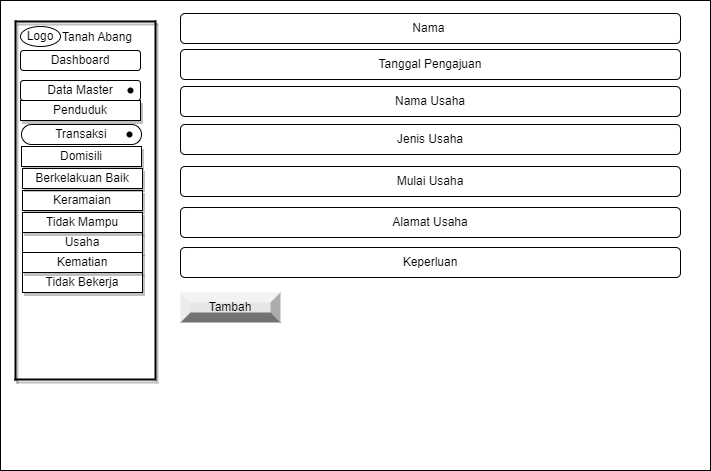 Logo Tanah Abang
Dashboard
Data Master
Penduduk
Transaksi
Domisili
Berkelakuan Baik
Keramaian
Tidak Mampu
Usaha
Kematian
Tidak Bekerja
Nama
Tanggal Pengajuan
Nama Usaha
Jenis Usaha
Mulai Usaha
Alamat Usaha
Keperluan
Tambah